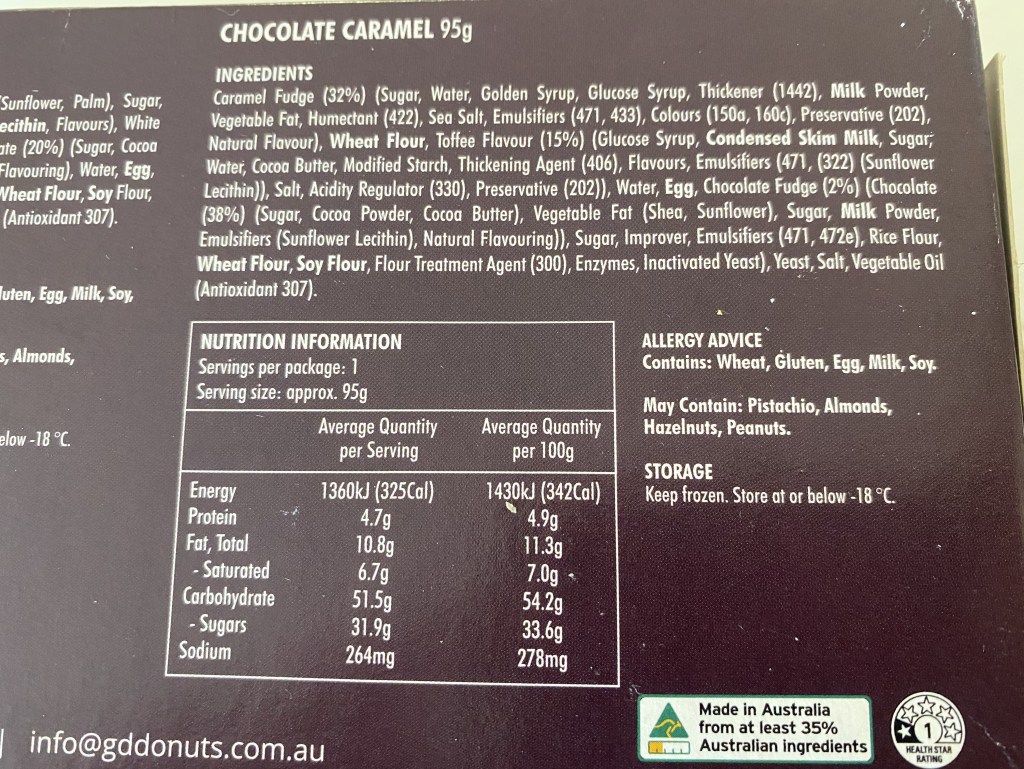 CHOCOLATE CARAMEL 95g
INGREDIENTS
Caramel Fudge (32%) (Sugar, Water, Golden Syrup, Glucose Syrup, Thickener (1442), Milk Powder,
Vegetable Fat, Humectant (422), Sea Salt, Emulsifiers (471, 433), Colours (150a, 160c), Preservative (202),
Natural Flavour), Wheat Flour, Toffee Flavour (15%) (Glucose Syrup, Condensed Skim Milk, Sugar,
Water, Cocoa Butter, Modified Starch, Thickening Agent (406), Flavours, Emulsifiers (471, (322) (Sunflower
Lecithin)), Salt, Acidity Regulator (330), Preservative (202)), Water, Egg, Chocolate Fudge (2%) (Chocolate
(38%) (Sugar, Cocoa Powder, Cocoa Butter), Vegetable Fat (Shea, Sunflower), Sugar, Milk Powder,
Emulsifiers (Sunflower Lecithin), Natural Flavouring)), Sugar, Improver, Emulsifiers (471, 472e), Rice Flour,
Wheat Flour, Soy Flour, Flour Treatment Agent (300), Enzymes, Inactivated Yeast), Yeast, Salt, Vegetable Oil
(Antioxidant 307).
Sunflower, Palm), Sugar,
ecithin, Flavours), White
ate (20%) (Sugar, Cocoa
Flavouring), Water, Egg,
Wheat Flour, Soy Flour,
(Antioxidant 307).
luten, Egg, Milk, Soy,
s, Almonds,
elow -18 °C.
NUTRITION INFORMATION
Servings per package: 1
Serving size: approx. 95g
Average Quantity per Serving Average Quantity per 100g
Energy 1360kJ (325Cal) 1430kJ (342Cal)
Protein 4.7g 4.9g
Fat, Total 10.8g 11.3g
- Saturated 6.7g 7.0g
Carbohydrate 51.5g 54.2g
- Sugars 31.9g 33.6g
Sodium 264mg 278mg
ALLERGY ADVICE
Contains: Wheat, Gluten, Egg, Milk, Soy.
May Contain: Pistachio, Almonds,
Hazelnuts, Peanuts.
STORAGE
Keep frozen. Store at or below -18 °C.
info@gddonuts.com.au
Made in Australia
from at least 35%
Australian ingredients
1
HEALTH STAR
RATING